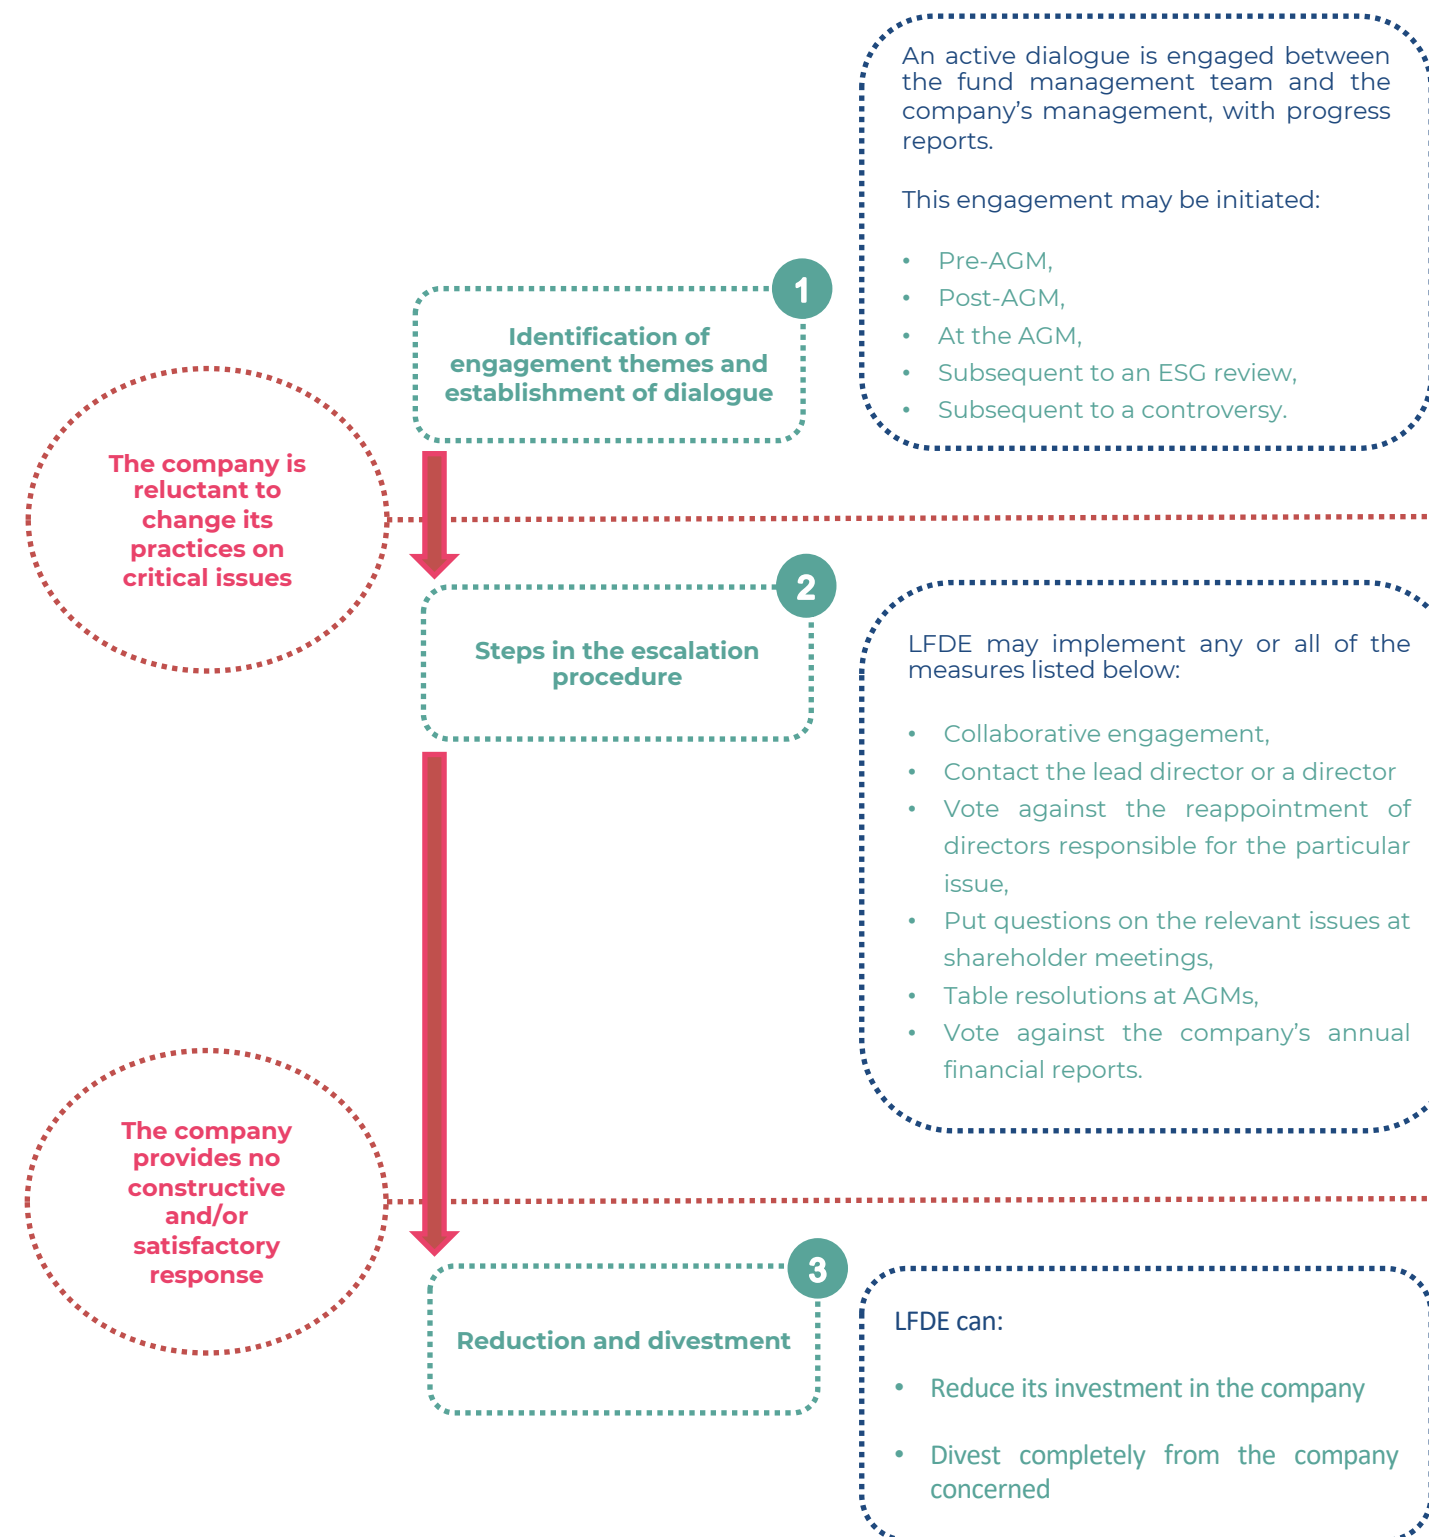 An active dialogue is engaged between
the fund management team and the
company’s management, with progress
reports.
This engagement may be initiated:
• Pre-AGM,
• Post-AGM,
• At the AGM,
• Subsequent to an ESG review,
• Subsequent to a controversy.
1
Identification of
engagement themes and
establishment of dialogue
The company is
reluctant to
change its
practices on
critical issues
2
Steps in the escalation
procedure
LFDE may implement any or all of the
measures listed below:
• Collaborative engagement,
• Contact the lead director or a director
• Vote against the reappointment of
directors responsible for the particular
issue,
• Put questions on the relevant issues at
shareholder meetings,
• Table resolutions at AGMs,
• Vote against the company’s annual
financial reports.
The company
provides no
constructive
and/or
satisfactory
response
3
Reduction and divestment
LFDE can:
• Reduce its investment in the company
• Divest completely from the company
concerned